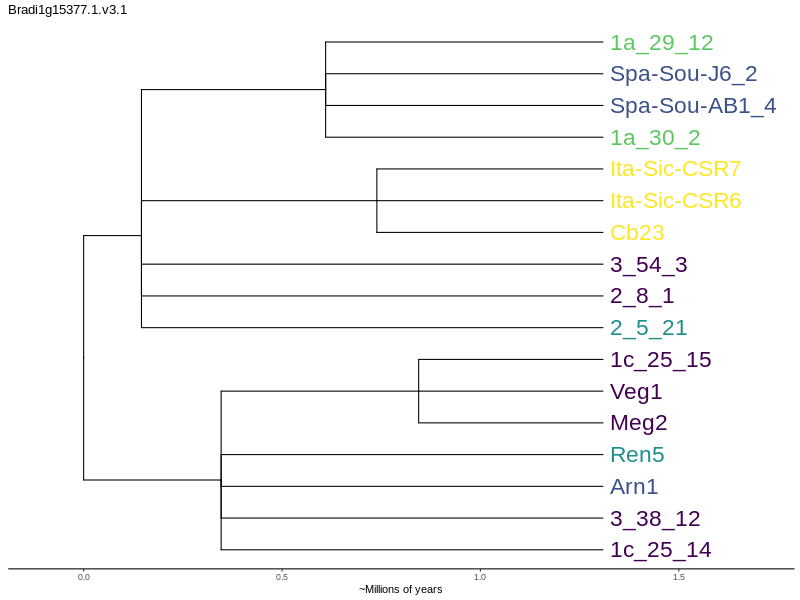 Bradi1g15377.1.v3.1
1a_29_12
Spa-Sou-J6_2
Spa-Sou-AB1_4
1a_30_2
Ita-Sic-CSR7
Ita-Sic-CSR6
Cb23
3_54_3
2_8_1
2_5_21
1c_25_15
Veg1
Meg2
Ren5
Arn1
3_38_12
1c_25_14
0.0 0.5 1.0 1.5
~Millions of years